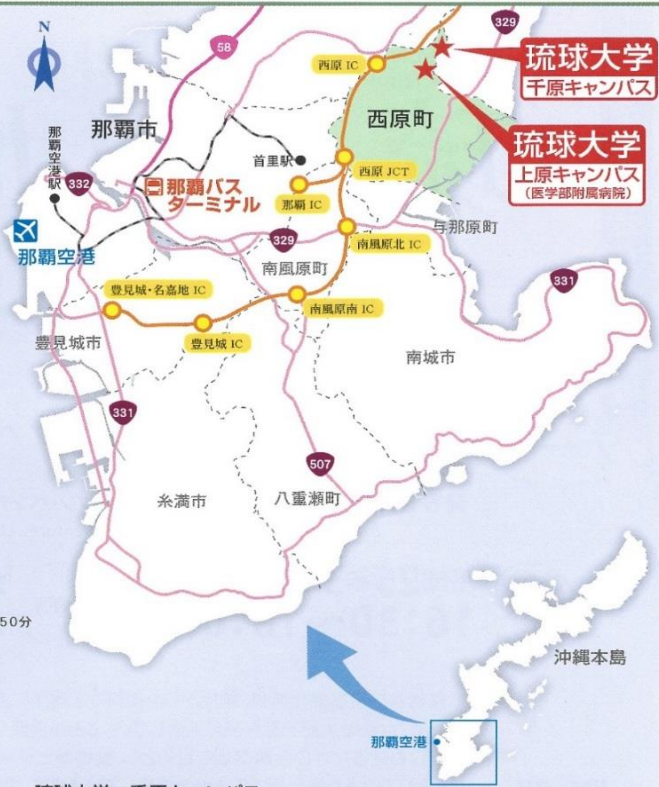 N
58
329
西原 IC
琉球大学
千原キャンパス
西原町
琉球大学
上原キャンパス
(医学部附属病院)
那覇市
首里駅
西原 JCT
那覇空港駅
332
那覇バス
ターミナル
那覇 IC
与那原町
那覇空港
329
南風原北 IC
南風原町
331
豊見城・名嘉地 IC
南風原南 IC
豊見城市
豊見城 IC
南城市
331
507
糸満市
八重瀬町
50分
沖縄本島
那覇空港